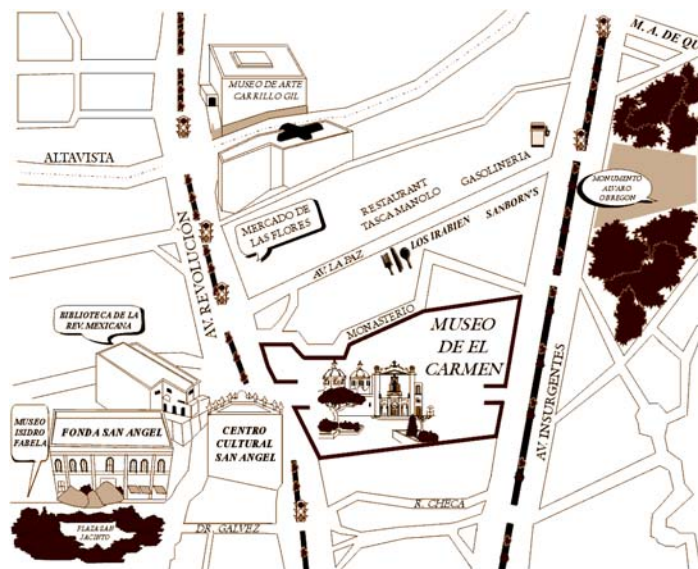 M. A. DE QU
MUSEO DE ARTE
CARRILLO GIL
ALTAVISTA
MONUMENTO
ALVARO
OBREGON
GASOLINERIA
RESTAURANT
TASCA MANOLO
MERCADO DE
LAS FLORES
SANBORN'S
LOS IRABIEN
AV. LA PAZ
AV. REVOLUCION
BIBLIOTECA DE LA
REV. MEXICANA
MONASTERIO
MUSEO
DE EL
CARMEN
AV. INSURGENTES
MUSEO
ISIDRO
FABELA
FONDA SAN ANGEL
CENTRO
CULTURAL
SAN ANGEL
R. CHECA
PLAZA SAN
JACINTO
DR. GALVEZ